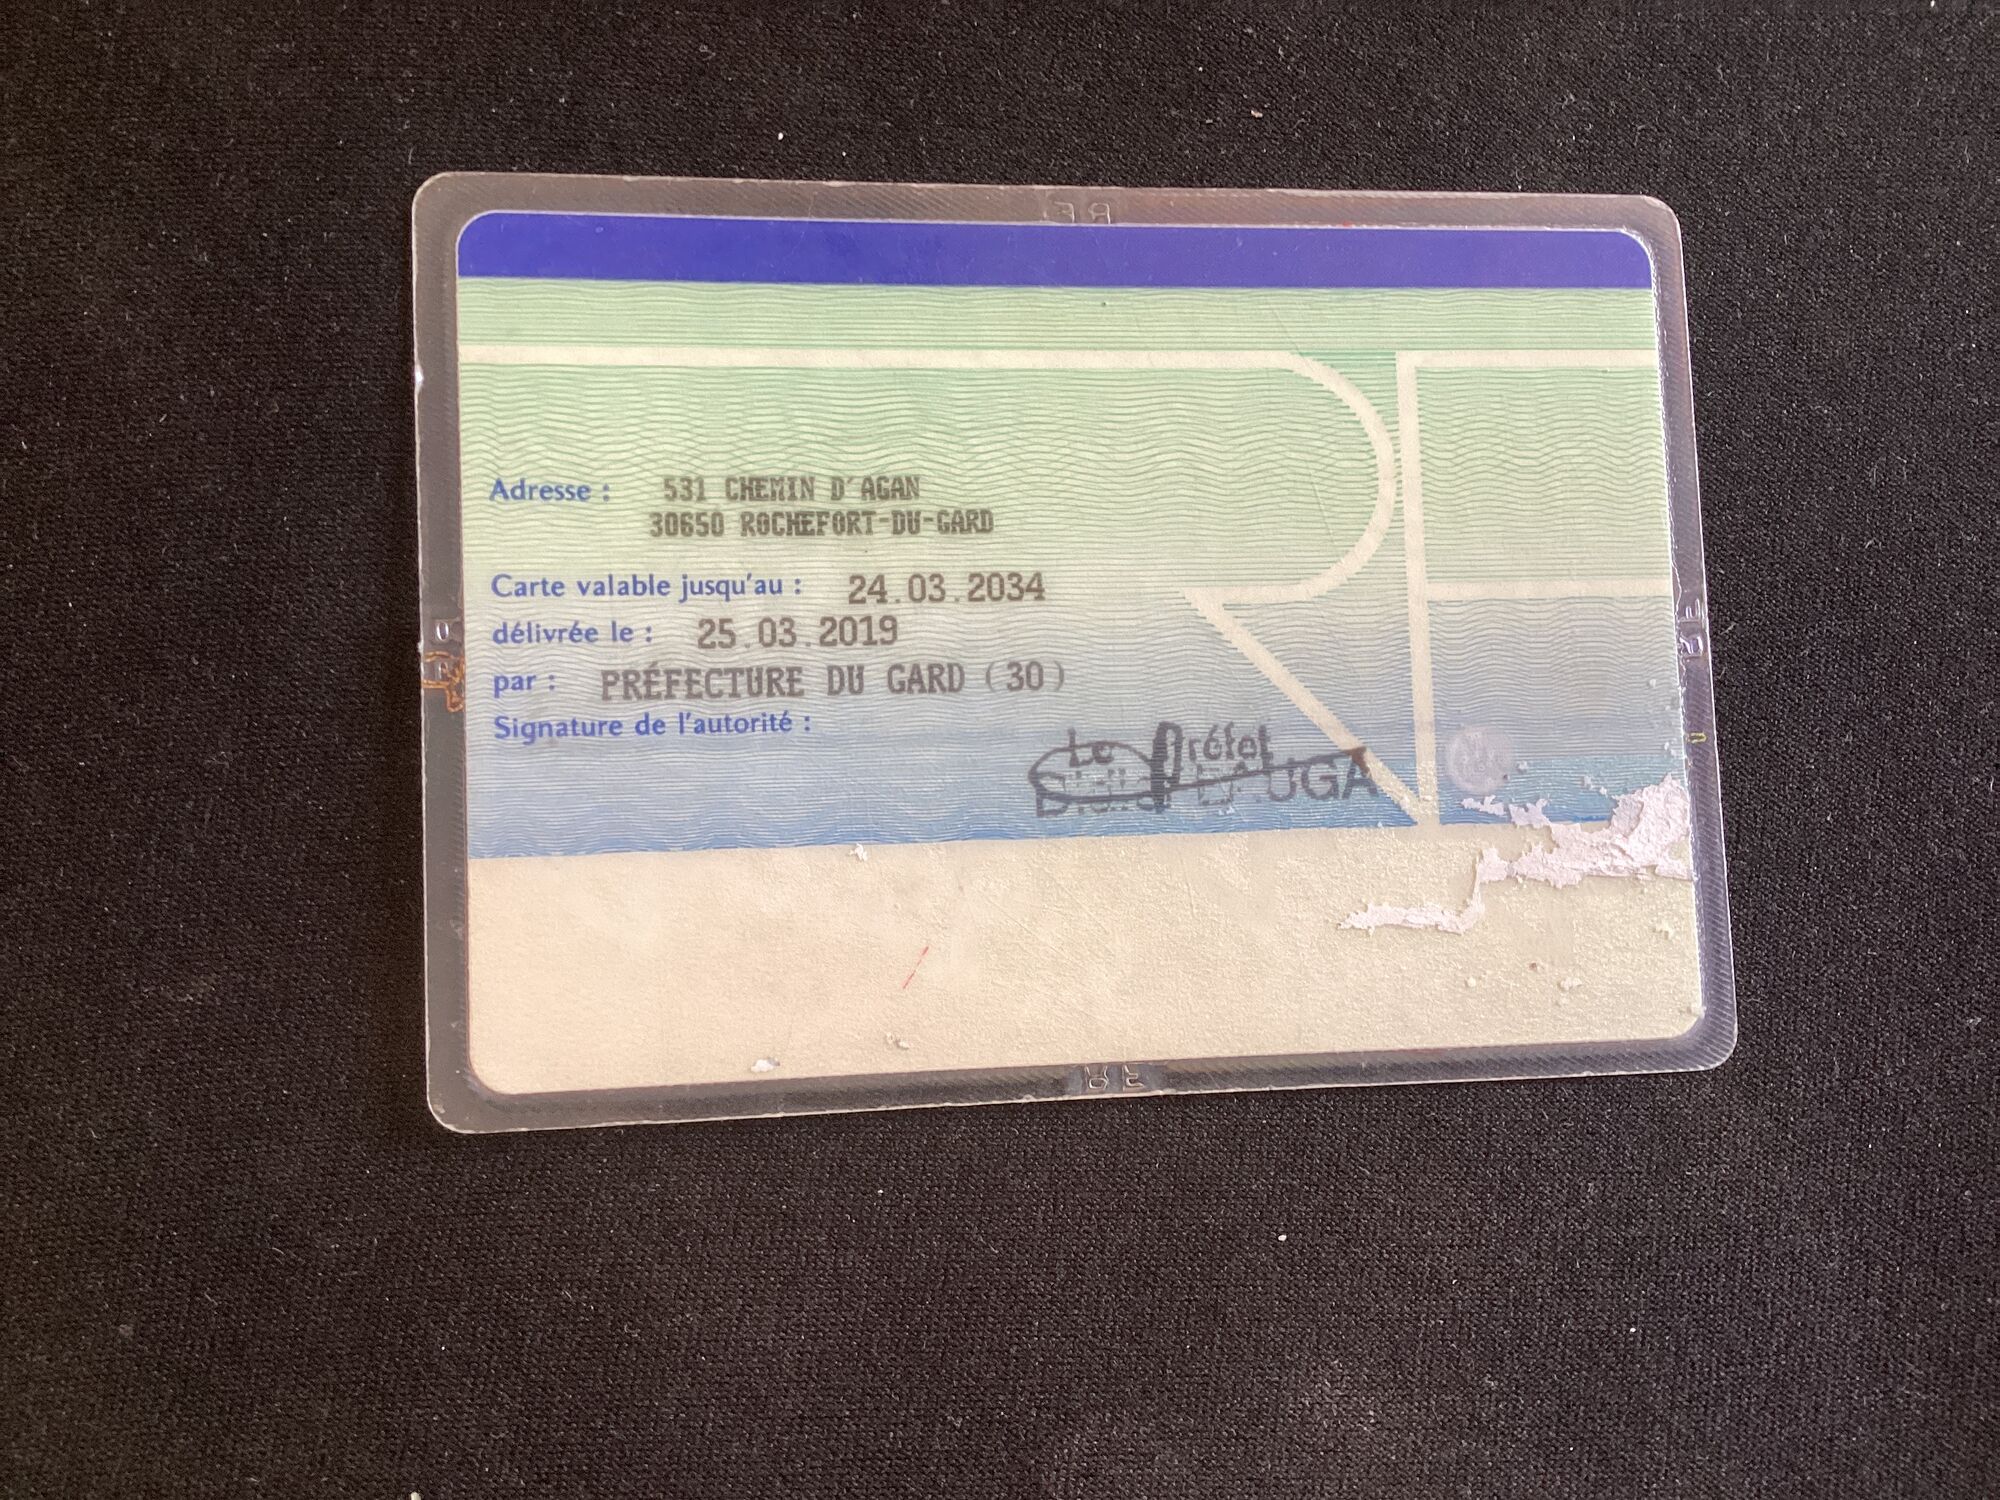 Adresse : 531 CHEMIN D'AGAN
30650 ROCHEFORT-DU-GARD
Carte valable jusqu'au : 24.03.2034
délivrée le : 25.03.2019
par : PRÉFECTURE DU GARD (30)
Signature de l'autorité :
Le Préfet
RF